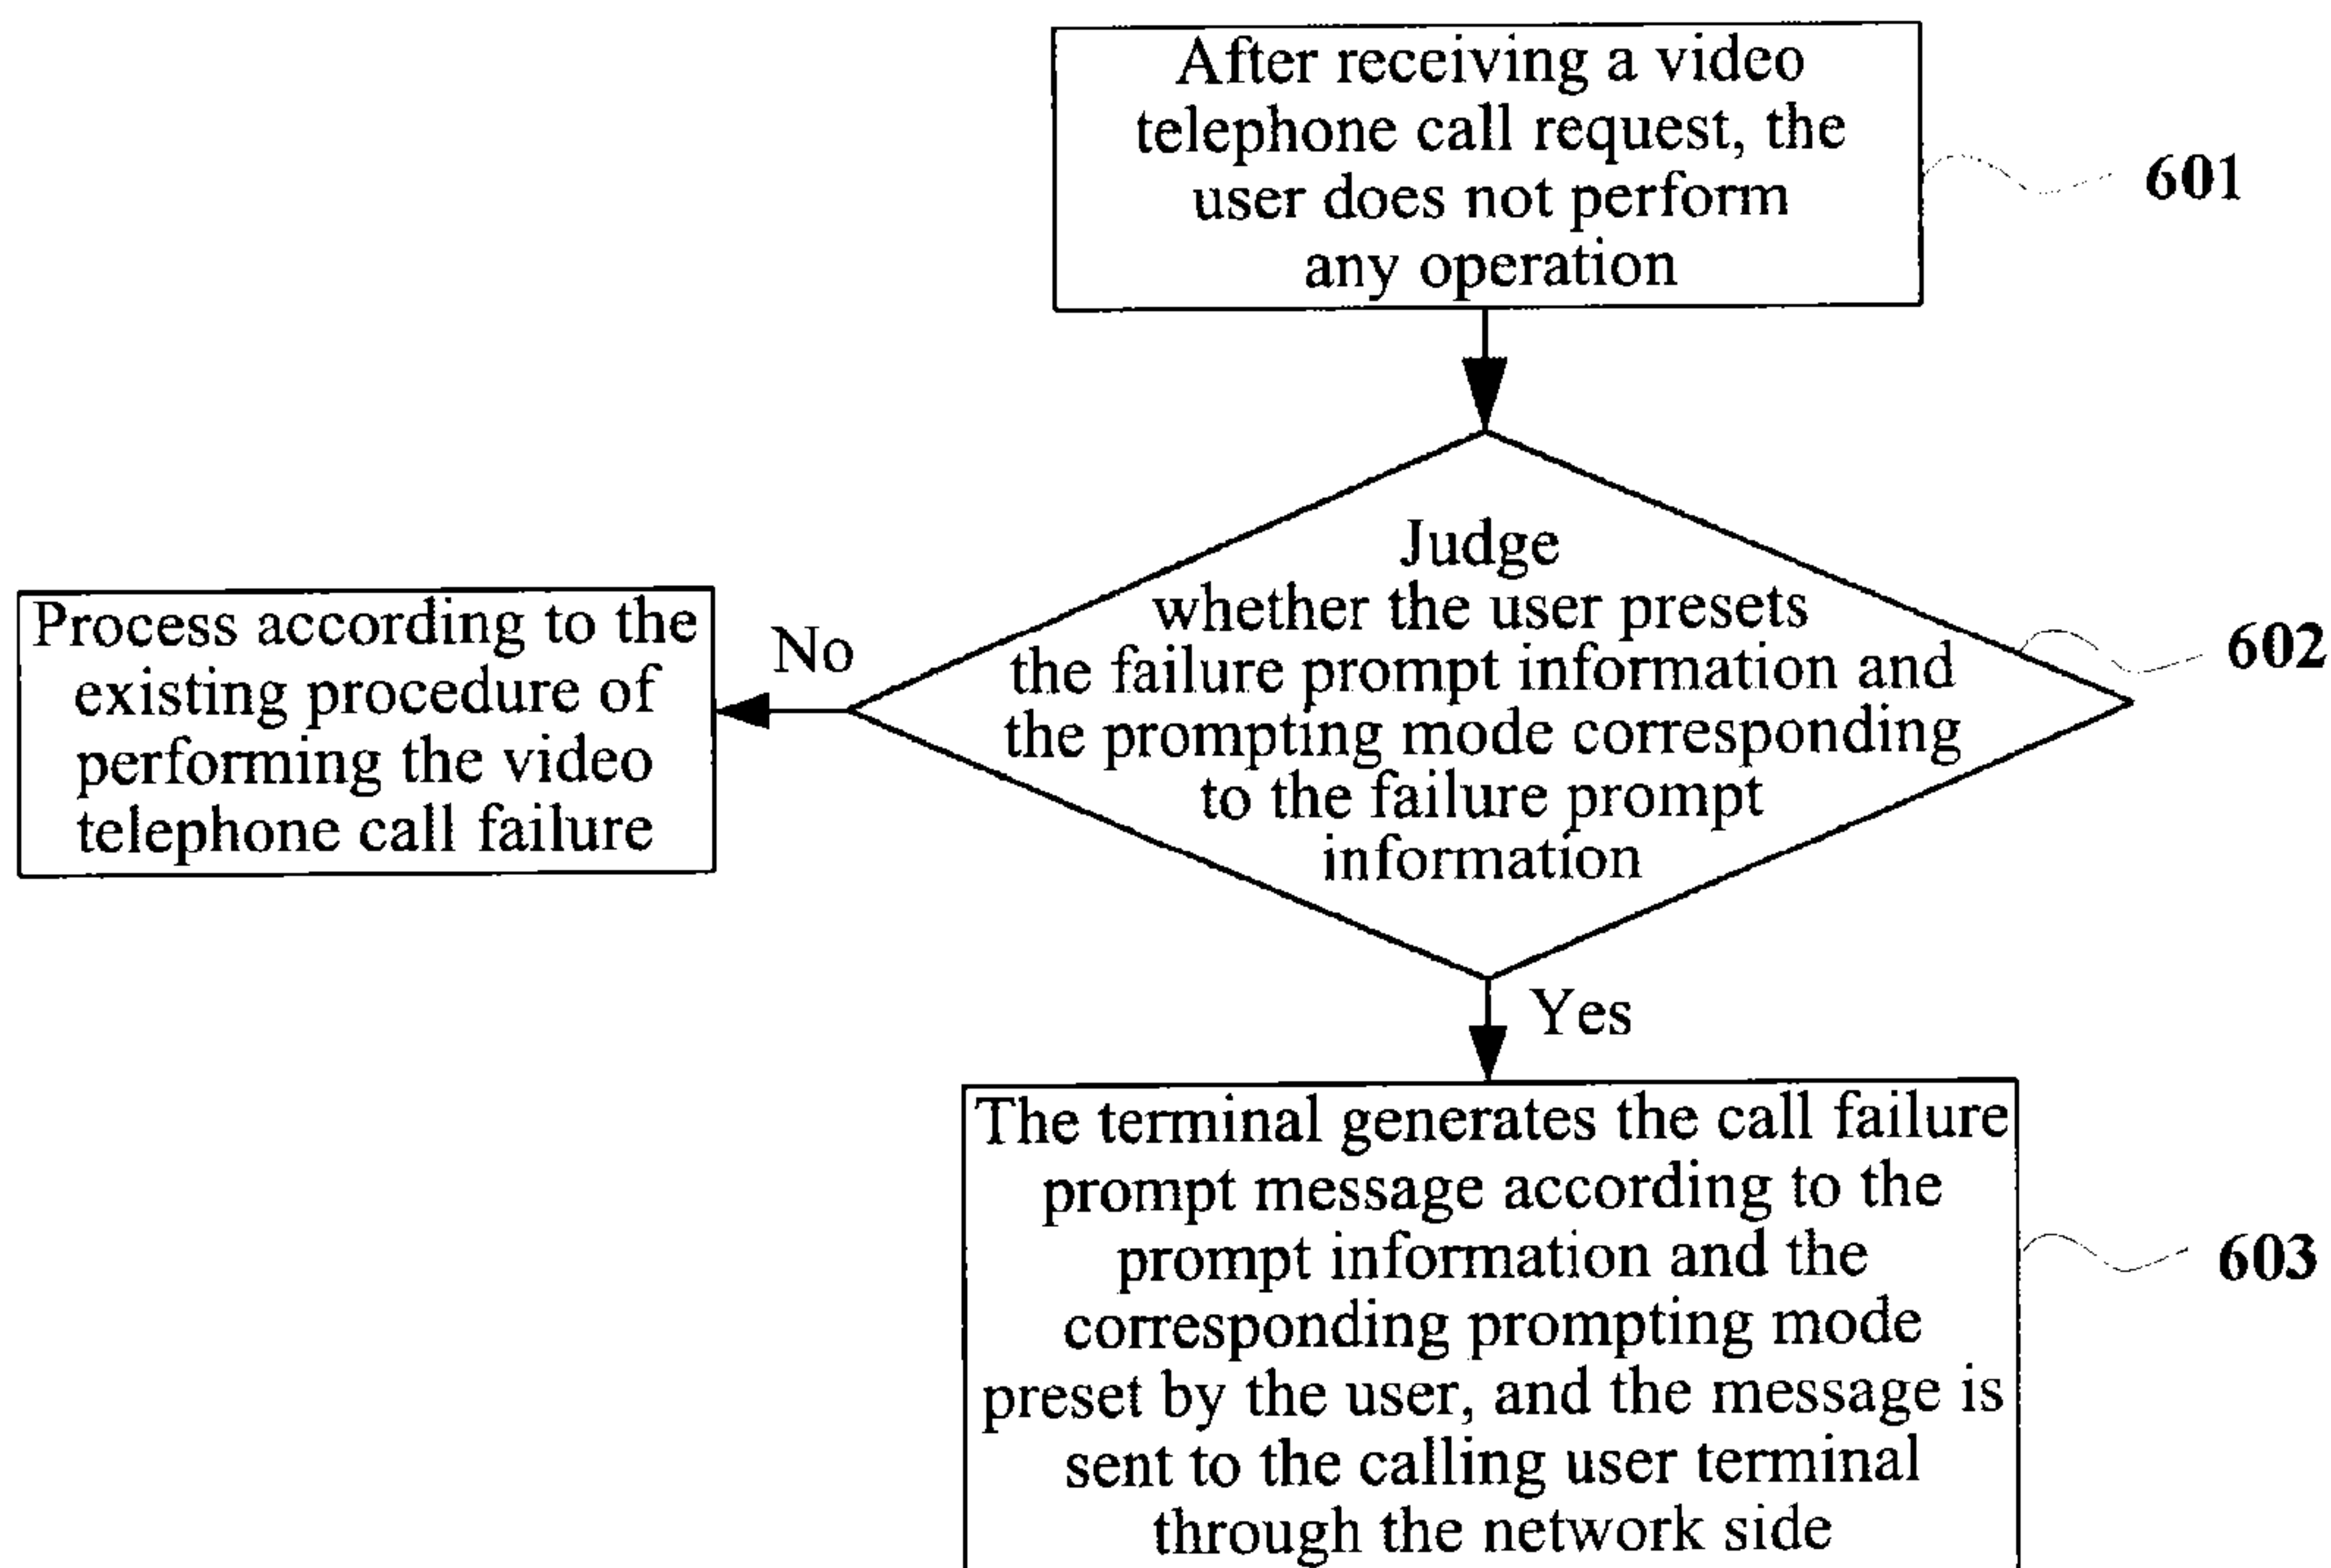 After receiving a video
telephone call request, the
user does not perform
any operation
601
Judge
whether the user presets
the failure prompt information and
the prompting mode corresponding
to the failure prompt
information
602
No
Process according to the
existing procedure of
performing the video
telephone call failure
Yes
The terminal generates the call failure
prompt message according to the
prompt information and the
corresponding prompting mode
preset by the user, and the message is
sent to the calling user terminal
through the network side
603